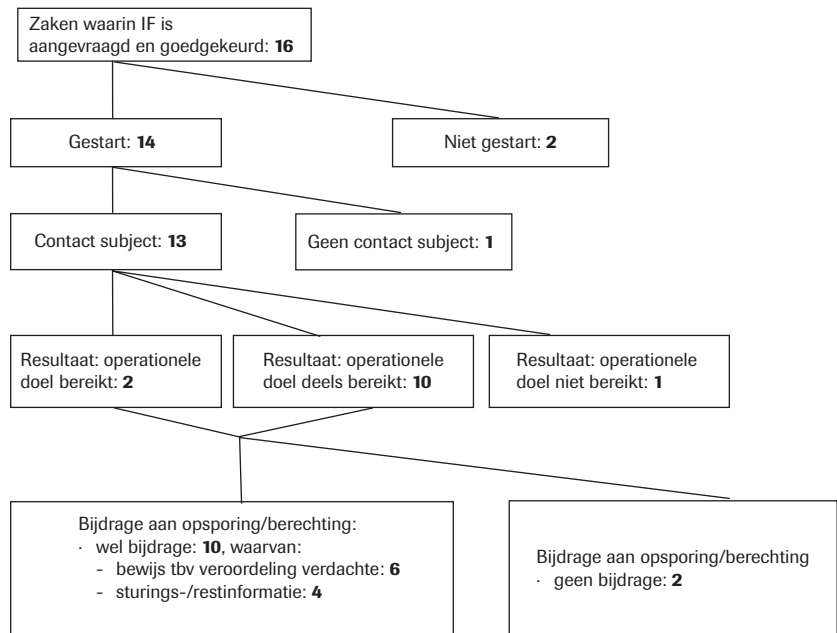 Zaken waarin IF is
aangevraagd en goedgekeurd: 16
Gestart: 14
Niet gestart: 2
Contact subject: 13
Geen contact subject: 1
Resultaat: operationele
doel bereikt: 2
Resultaat: operationele
doel deels bereikt: 10
Resultaat: operationele
doel niet bereikt: 1
Bijdrage aan opsporing/berechting:
· wel bijdrage: 10, waarvan:
- bewijs tbv veroordeling verdachte: 6
- sturings-/restinformatie: 4
Bijdrage aan opsporing/berechting
· geen bijdrage: 2